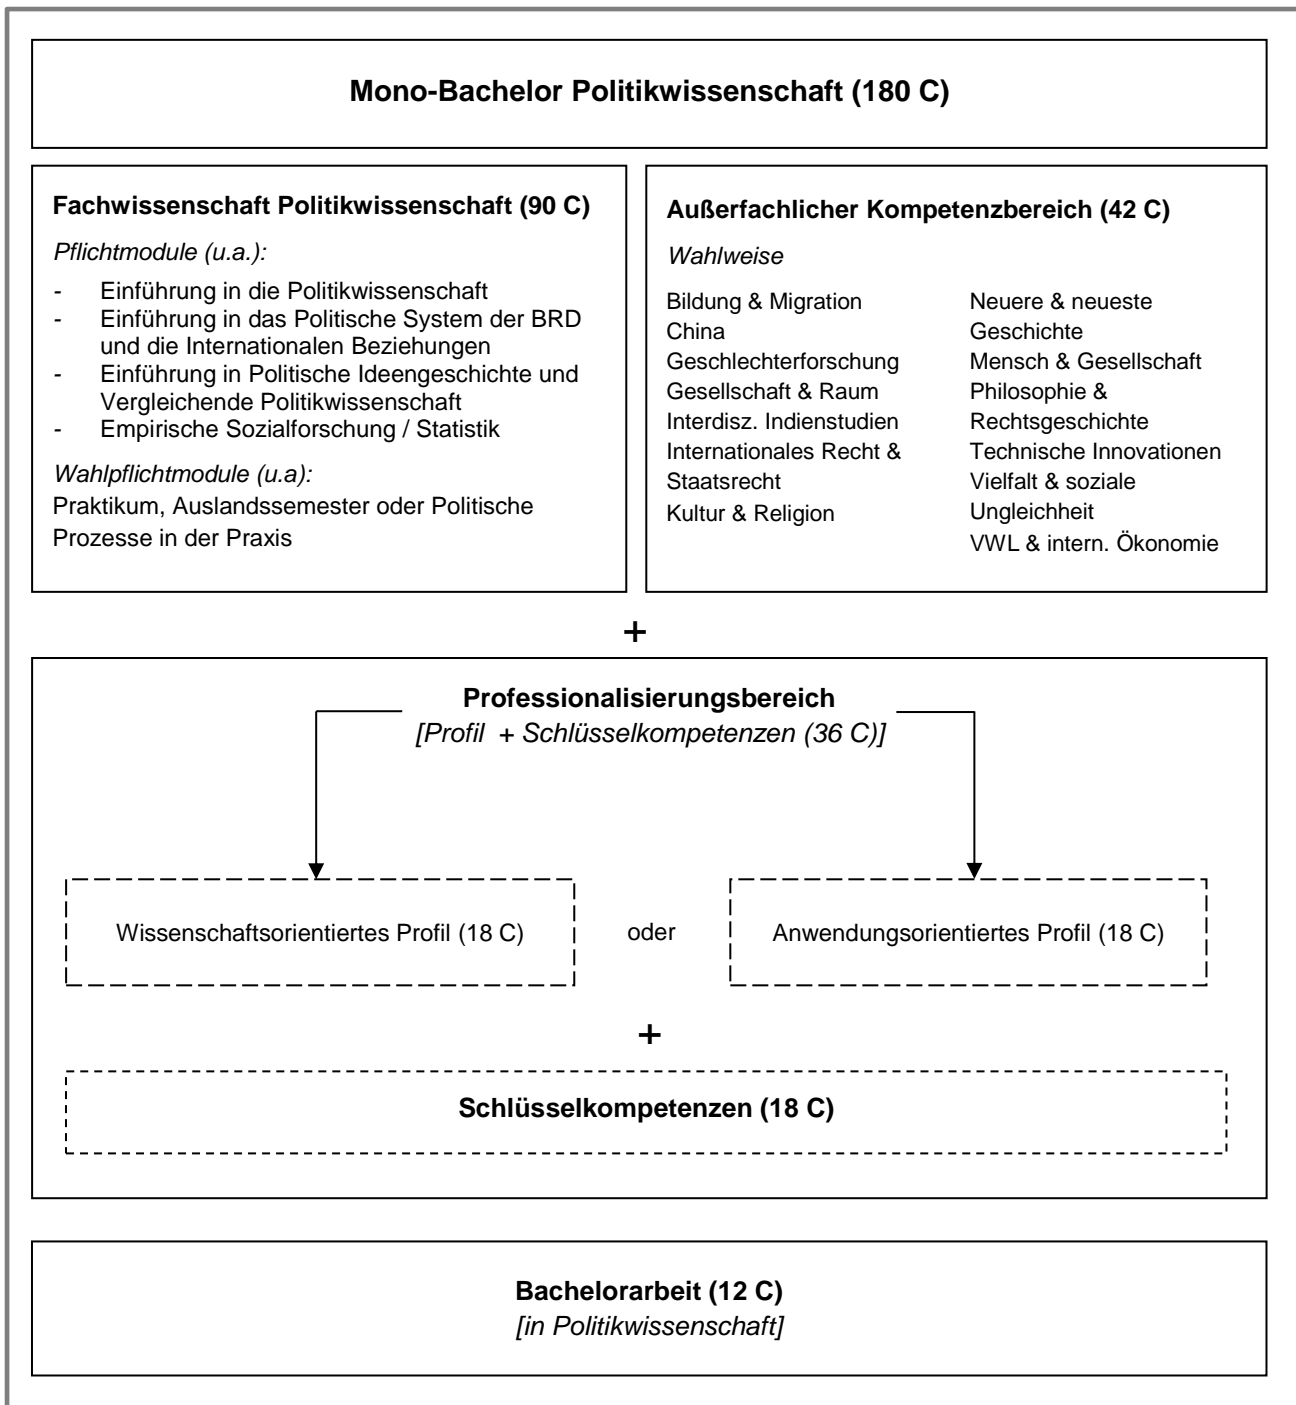 Mono-Bachelor Politikwissenschaft (180 C)
Fachwissenschaft Politikwissenschaft (90 C)
Pflichtmodule (u.a.):
- Einführung in die Politikwissenschaft
- Einführung in das Politische System der BRD
und die Internationalen Beziehungen
- Einführung in Politische Ideengeschichte und
Vergleichende Politikwissenschaft
- Empirische Sozialforschung / Statistik
Wahlpflichtmodule (u.a):
Praktikum, Auslandssemester oder Politische
Prozesse in der Praxis
Außerfachlicher Kompetenzbereich (42 C)
Wahlweise
Bildung & Migration
China
Geschlechterforschung
Gesellschaft & Raum
Interdisz. Indienstudien
Internationales Recht &
Staatsrecht
Kultur & Religion
Neuere & neueste
Geschichte
Mensch & Gesellschaft
Philosophie &
Rechtsgeschichte
Technische Innovationen
Vielfalt & soziale
Ungleichheit
VWL & intern. Ökonomie
+
Professionalisierungsbereich
[Profil + Schlüsselkompetenzen (36 C)]
Wissenschaftsorientiertes Profil (18 C)
oder
Anwendungsorientiertes Profil (18 C)
+
Schlüsselkompetenzen (18 C)
Bachelorarbeit (12 C)
[in Politikwissenschaft]